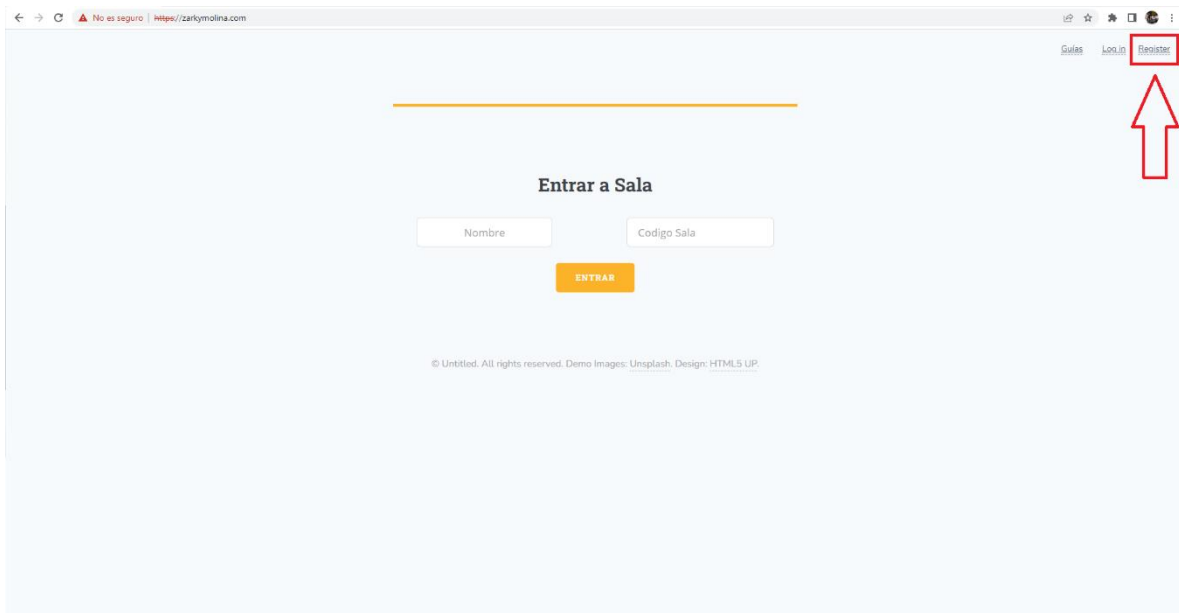 No es seguro | https://zarkymolina.com
Guías Log in Register
Entrar a Sala
Nombre Codigo Sala
ENTRAR
© Untitled. All rights reserved. Demo Images: Unsplash. Design: HTML5 UP.